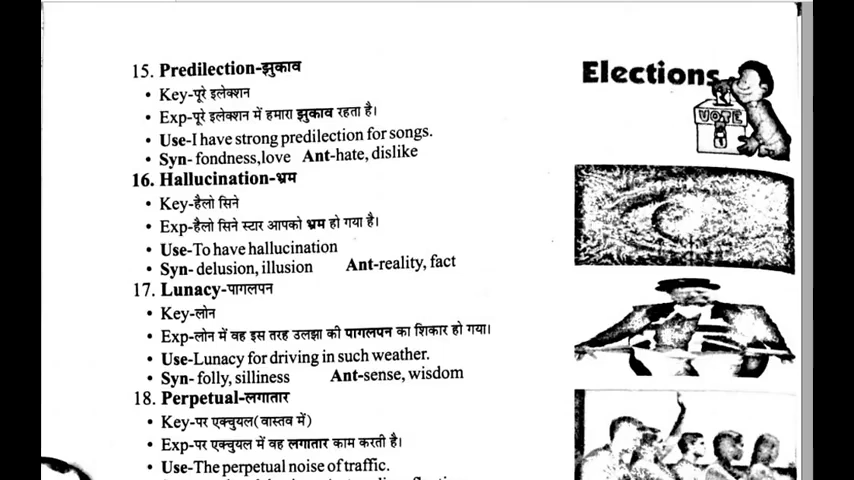 15. Predilection-झुकाव
• Key-पूरे इलेक्शन
• Exp-पूरे इलेक्शन में हमारा झुकाव रहता है।
• Use-I have strong predilection for songs.
• Syn- fondness,love Ant-hate, dislike
16. Hallucination-भ्रम
• Key-हैलो सिने
• Exp-हैलो सिने स्टार आपको भ्रम हो गया है।
• Use-To have hallucination
• Syn- delusion, illusion Ant-reality, fact
17. Lunacy-पागलपन
• Key-लोन
• Exp-लोन में वह इस तरह उलझा की पागलपन का शिकार हो गया।
• Use-Lunacy for driving in such weather.
• Syn- folly, silliness Ant-sense, wisdom
18. Perpetual-लगातार
• Key-पर एक्चुयल(वास्तव में)
• Exp-पर एक्चुयल में वह लगातार काम करती है।
• Use-The perpetual noise of traffic.
Elections
VOTE